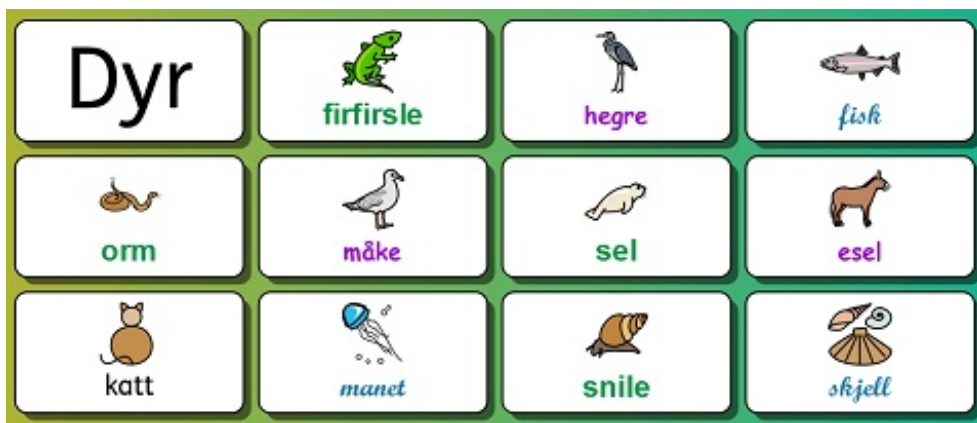 Dyr
firfirsle
hegre
fisk
orm
måke
sel
esel
katt
manet
snile
skjell